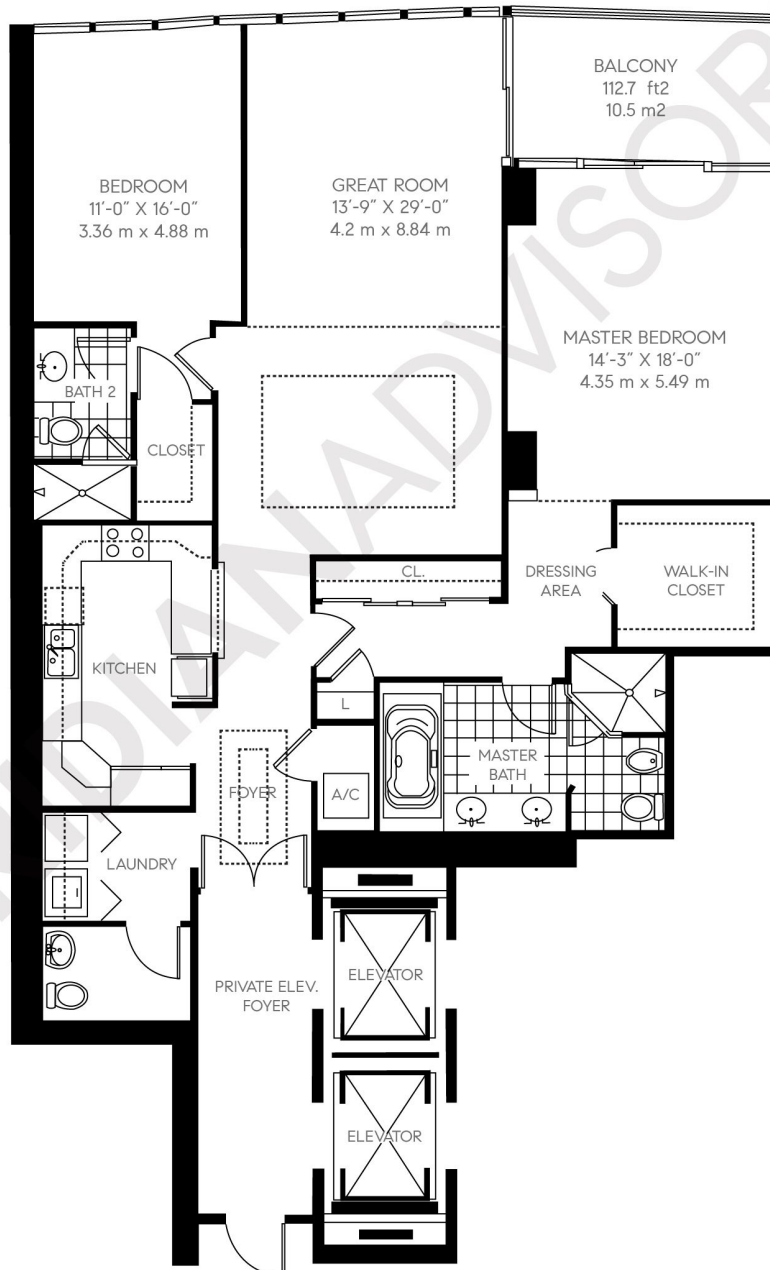 BALCONY
112.7 ft2
10.5 m2
BEDROOM
11'-0" X 16'-0"
3.36 m x 4.88 m
GREAT ROOM
13'-9" X 29'-0"
4.2 m x 8.84 m
MASTER BEDROOM
14'-3" X 18'-0"
4.35 m x 5.49 m
BATH 2
CLOSET
CL.
DRESSING
AREA
WALK-IN
CLOSET
KITCHEN
L
MASTER
BATH
FOYER
A/C
LAUNDRY
PRIVATE ELEV.
FOYER
ELEVATOR
ELEVATOR